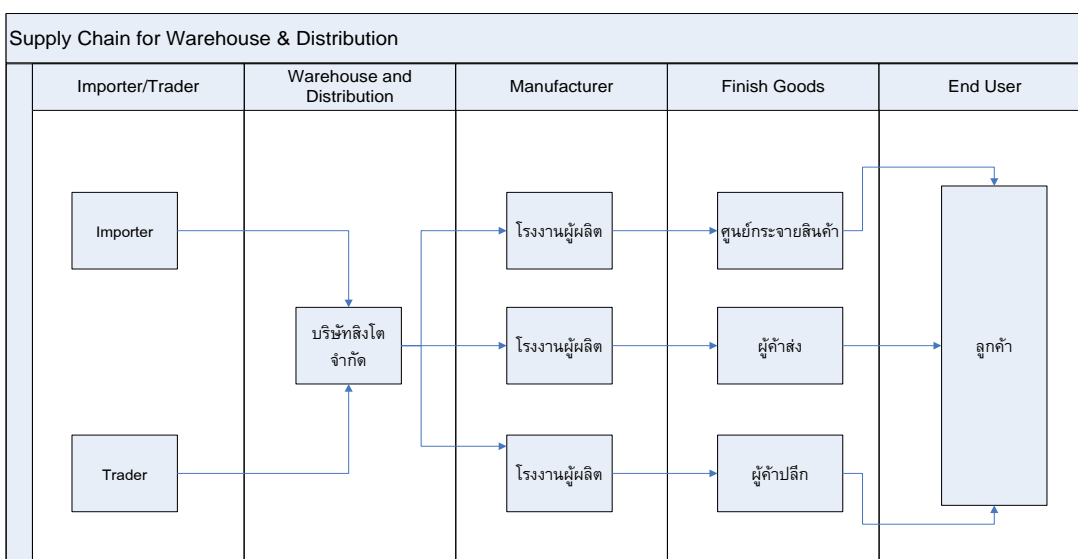 Supply Chain for Warehouse & Distribution
Importer/Trader
Warehouse and
Distribution
Manufacturer
Finish Goods
End User
Importer
โรงงานผู้ผลิต
ศูนย์กระจายสินค้า
บริษัทสิงโต
จำกัด
โรงงานผู้ผลิต
ผู้ค้าส่ง
ลูกค้า
Trader
โรงงานผู้ผลิต
ผู้ค้าปลีก